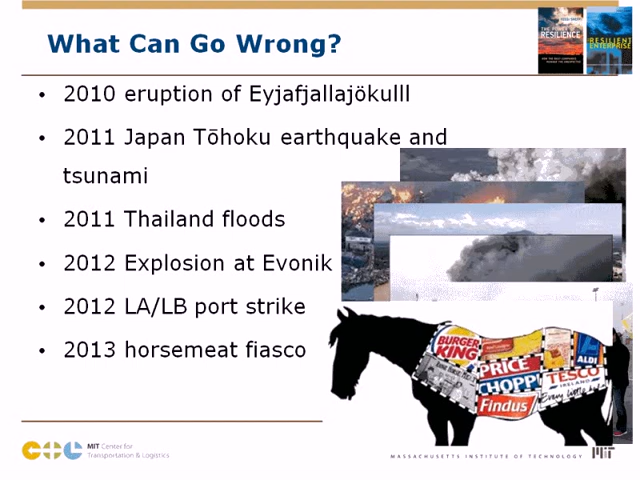 What Can Go Wrong?
RESILIENCE
RESILIENT
ENTERPRISE
• 2010 eruption of Eyjafjallajökulll
• 2011 Japan Tōhoku earthquake and
tsunami
• 2011 Thailand floods
• 2012 Explosion at Evonik
• 2012 LA/LB port strike
• 2013 horsemeat fiasco
BURGER
KING
PRICE
CHOPP
Findus
TESCO
IRELAND
Every little
ALDI
MIT Center for
Transportation & Logistics
MASSACHUSETTS INSTITUTE OF TECHNOLOGY